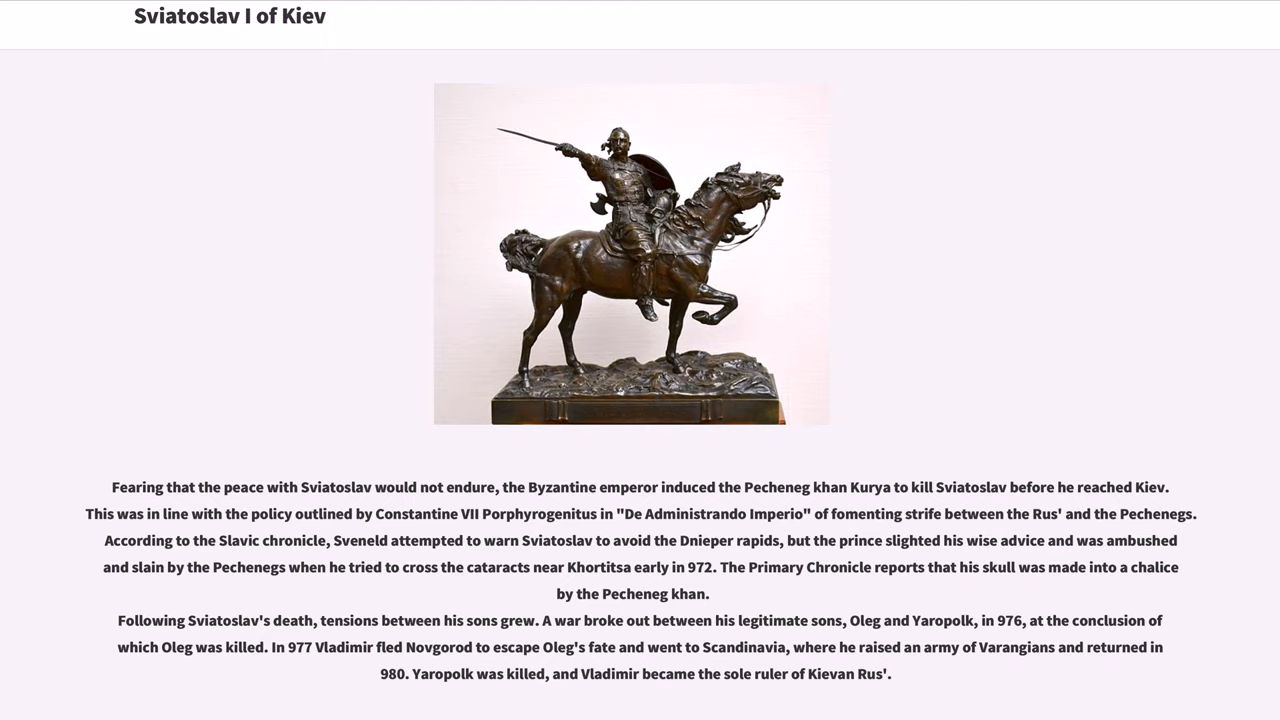 Sviatoslav I of Kiev
Fearing that the peace with Sviatoslav would not endure, the Byzantine emperor induced the Pecheneg khan Kurya to kill Sviatoslav before he reached Kiev.
This was in line with the policy outlined by Constantine VII Porphyrogenitus in "De Administrando Imperio" of fomenting strife between the Rus' and the Pechenegs.
According to the Slavic chronicle, Sveneld attempted to warn Sviatoslav to avoid the Dnieper rapids, but the prince slighted his wise advice and was ambushed
and slain by the Pechenegs when he tried to cross the cataracts near Khortitsa early in 972. The Primary Chronicle reports that his skull was made into a chalice
by the Pecheneg khan.
Following Sviatoslav's death, tensions between his sons grew. A war broke out between his legitimate sons, Oleg and Yaropolk, in 976, at the conclusion of
which Oleg was killed. In 977 Vladimir fled Novgorod to escape Oleg's fate and went to Scandinavia, where he raised an army of Varangians and returned in
980. Yaropolk was killed, and Vladimir became the sole ruler of Kievan Rus'.